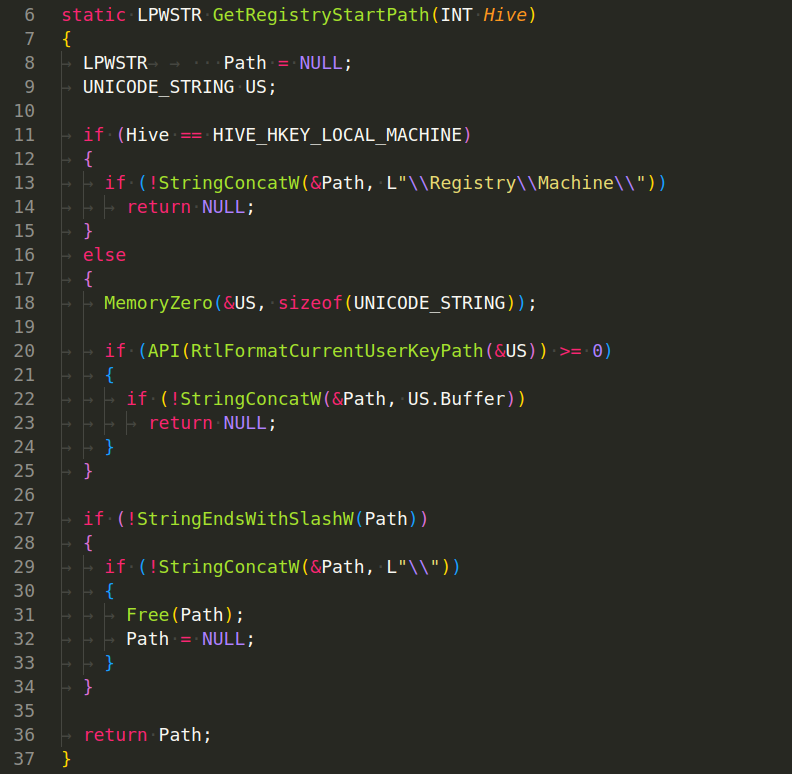 6 static LPWSTR GetRegistryStartPath(INT Hive)
7 {
8 LPWSTR Path = NULL;
9 UNICODE_STRING US;
10
11 if (Hive == HIVE_HKEY_LOCAL_MACHINE)
12 {
13 if (!StringConcatW(&Path, L"\\Registry\\Machine\\"))
14 return NULL;
15 }
16 else
17 {
18 MemoryZero(&US, sizeof(UNICODE_STRING));
19
20 if (API(RtlFormatCurrentUserKeyPath(&US)) >= 0)
21 {
22 if (!StringConcatW(&Path, US.Buffer))
23 return NULL;
24 }
25 }
26
27 if (!StringEndsWithSlashW(Path))
28 {
29 if (!StringConcatW(&Path, L"\\"))
30 {
31 Free(Path);
32 Path = NULL;
33 }
34 }
35
36 return Path;
37 }